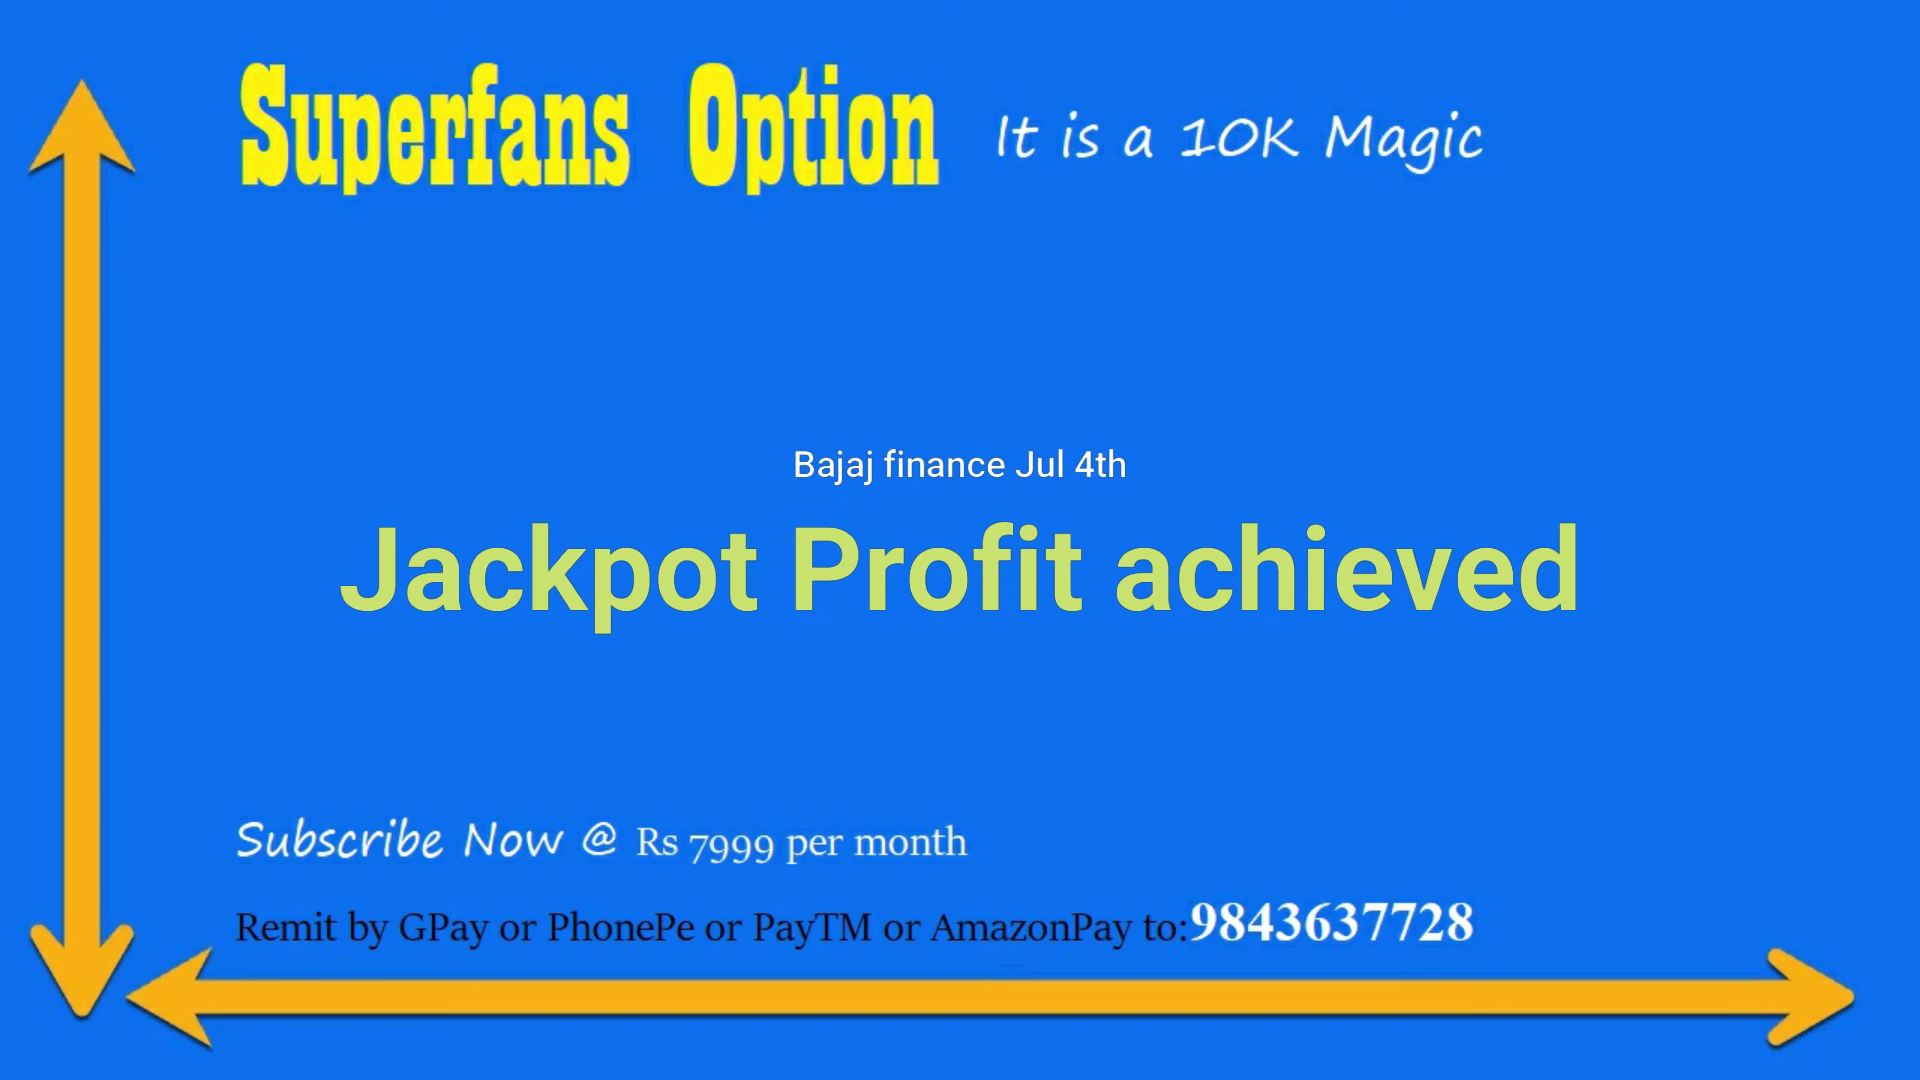 Superfans Option It is a 10K Magic
Bajaj finance Jul 4th
Jackpot Profit achieved
Subscribe Now @ Rs 7999 per month
Remit by GPay or PhonePe or PayTM or AmazonPay to:9843637728